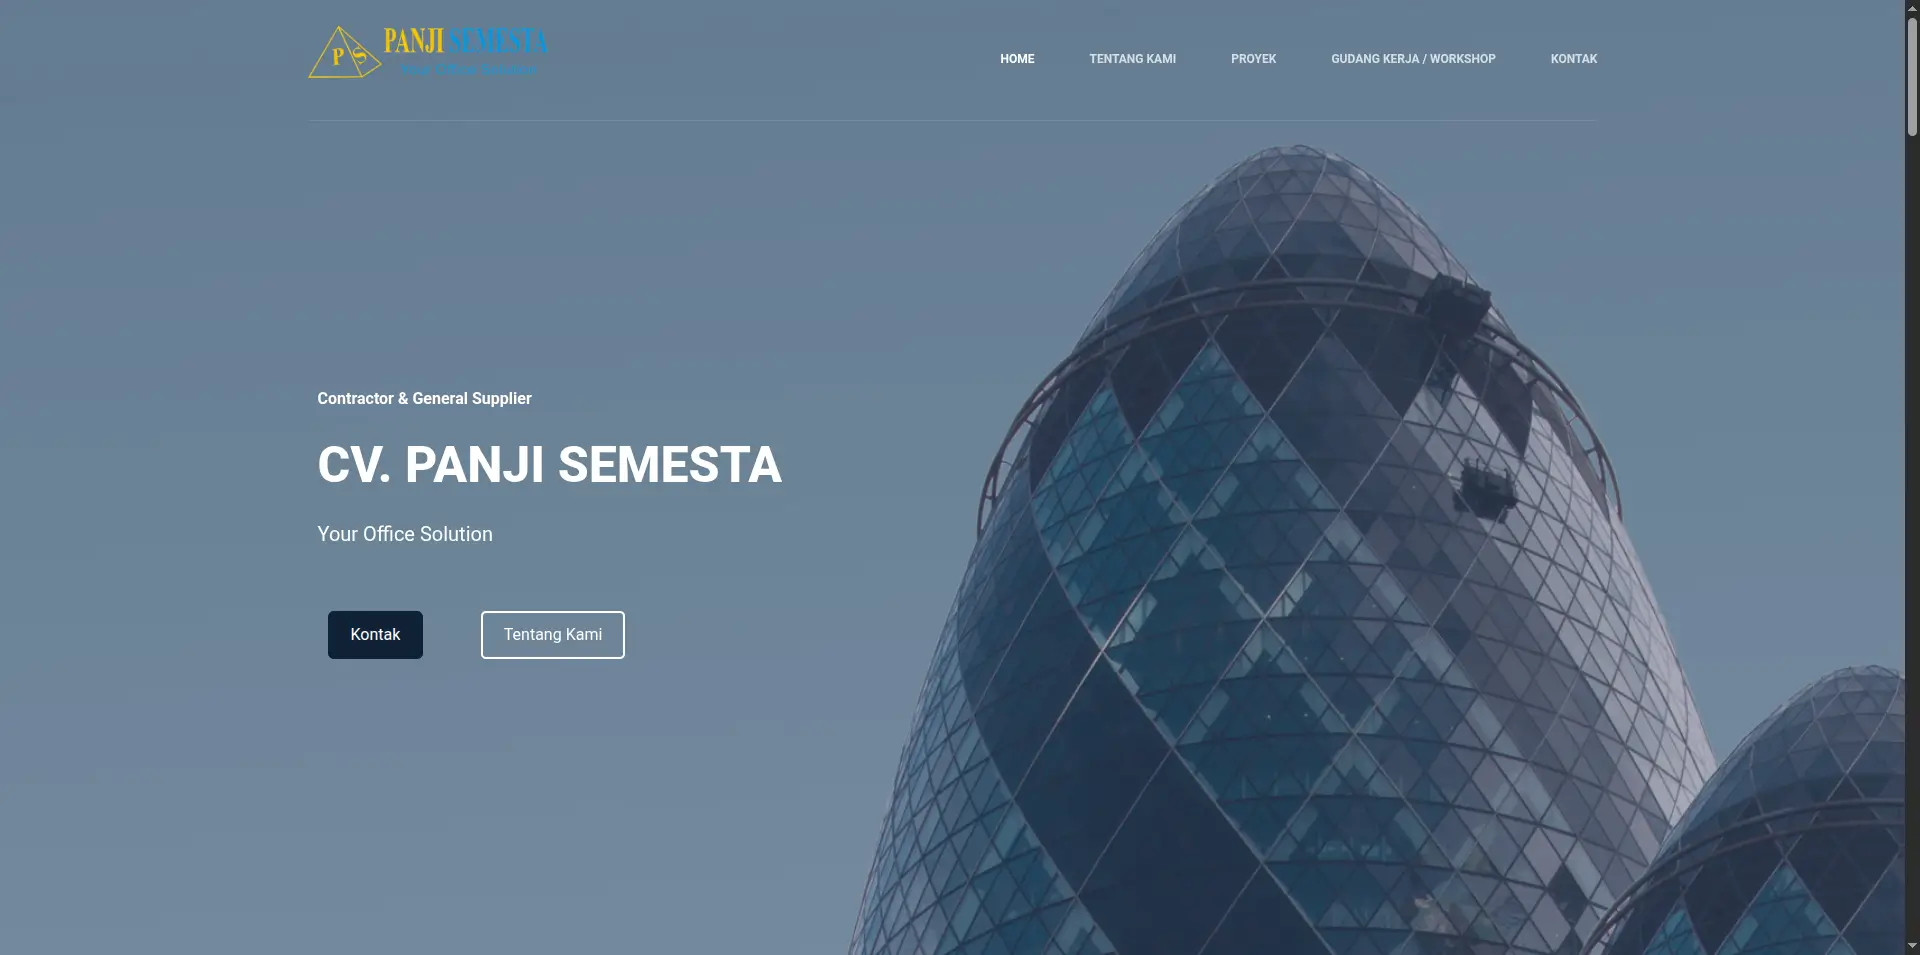 PS
PANJI SEMESTA
Your Office Solution
HOME
TENTANG KAMI
PROYEK
GUDANG KERJA / WORKSHOP
KONTAK
Contractor & General Supplier
CV. PANJI SEMESTA
Your Office Solution
Kontak
Tentang Kami